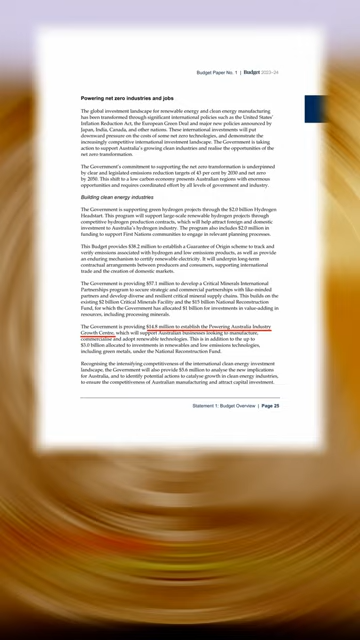 Budget Paper No. 1 | Budget 2023–24
Powering net zero industries and jobs
The global investment landscape for renewable energy and clean energy manufacturing
has been transformed through significant international policies such as the United States'
Inflation Reduction Act, the European Green Deal and major new policies announced by
Japan, India, Canada, and other nations. These international investments will put
downward pressure on the costs of some net zero technologies, and demonstrate the
increasingly competitive international investment landscape. The Government is taking
action to support Australia's growing clean industries and realise the opportunities of the
net zero transformation.
The Government's commitment to supporting the net zero transformation is underpinned
by clear and legislated emissions reduction targets of 43 per cent by 2030 and net zero
by 2050. This shift to a low carbon economy presents Australian regions with enormous
opportunities and requires coordinated effort by all levels of government and industry.
Building clean energy industries
The Government is supporting green hydrogen projects through the $2.0 billion Hydrogen
Headstart. This program will support large-scale renewable hydrogen projects through
competitive hydrogen production contracts, which will help attract foreign and domestic
investment to Australia's hydrogen industry. The program also includes $2.0 million in
funding to support First Nations communities to engage in relevant planning processes.
This Budget provides $38.2 million to establish a Guarantee of Origin scheme to track and
verify emissions associated with hydrogen and low emissions products, as well as provide
an enduring mechanism to certify renewable electricity. It will underpin long-term
contractual arrangements between producers and consumers, supporting international
trade and the creation of domestic markets.
The Government is providing $57.1 million to develop a Critical Minerals International
Partnerships program to secure strategic and commercial partnerships with like-minded
partners and develop diverse and resilient critical mineral supply chains. This builds on the
existing $2 billion Critical Minerals Facility and the $15 billion National Reconstruction
Fund, for which the Government has allocated $1 billion for investments in value-adding in
resources, including processing minerals.
The Government is providing $14.8 million to establish the Powering Australia Industry
Growth Centre, which will support Australian businesses looking to manufacture,
commercialise and adopt renewable technologies. This is in addition to the up to
$3.0 billion allocated to investments in renewables and low emissions technologies,
including green metals, under the National Reconstruction Fund.
Recognising the intensifying competitiveness of the international clean energy investment
landscape, the Government will also provide $5.6 million to analyse the new implications
for Australia, and to identify potential actions to catalyse growth in clean energy industries,
to ensure the competitiveness of Australian manufacturing and attract capital investment.
Statement 1: Budget Overview | Page 25